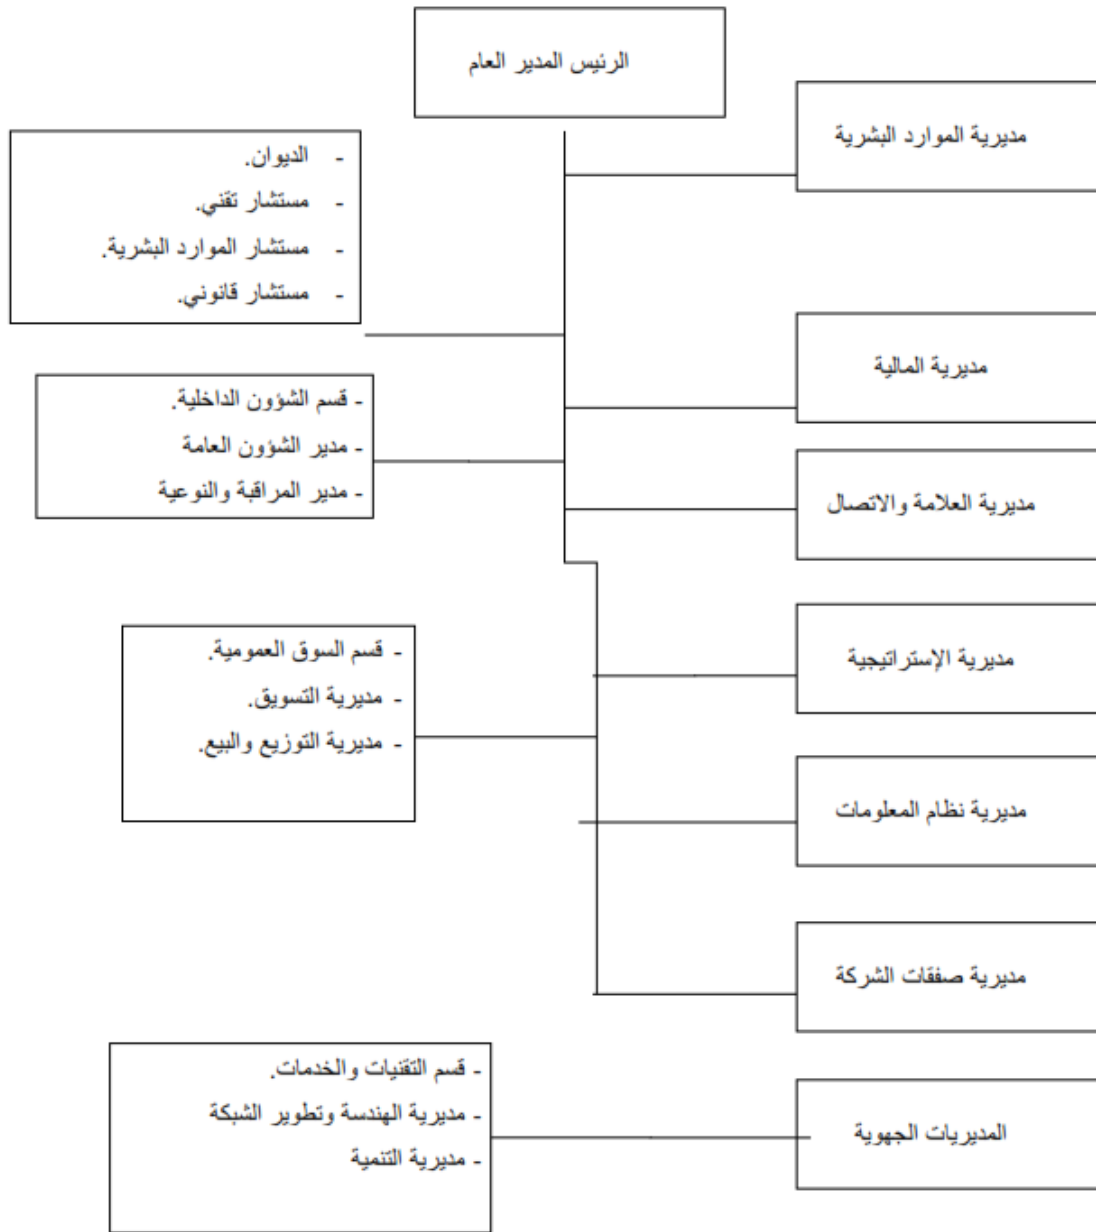 الرئيس المدير العام
مديرية الموارد البشرية
- الديوان.
- مستشار تقني.
- مستشار الموارد البشرية.
- مستشار قانوني.
مديرية المالية
- قسم الشؤون الداخلية.
- مدير الشؤون العامة
- مدير المراقبة والنوعية
مديرية العلامة والاتصال
مديرية الإستراتيجية
- قسم السوق العمومية.
- مديرية التسويق.
- مديرية التوزيع والبيع.
مديرية نظام المعلومات
مديرية صفقات الشركة
- قسم التقنيات والخدمات.
- مديرية الهندسة وتطوير الشبكة
- مديرية التنمية
المديريات الجهوية